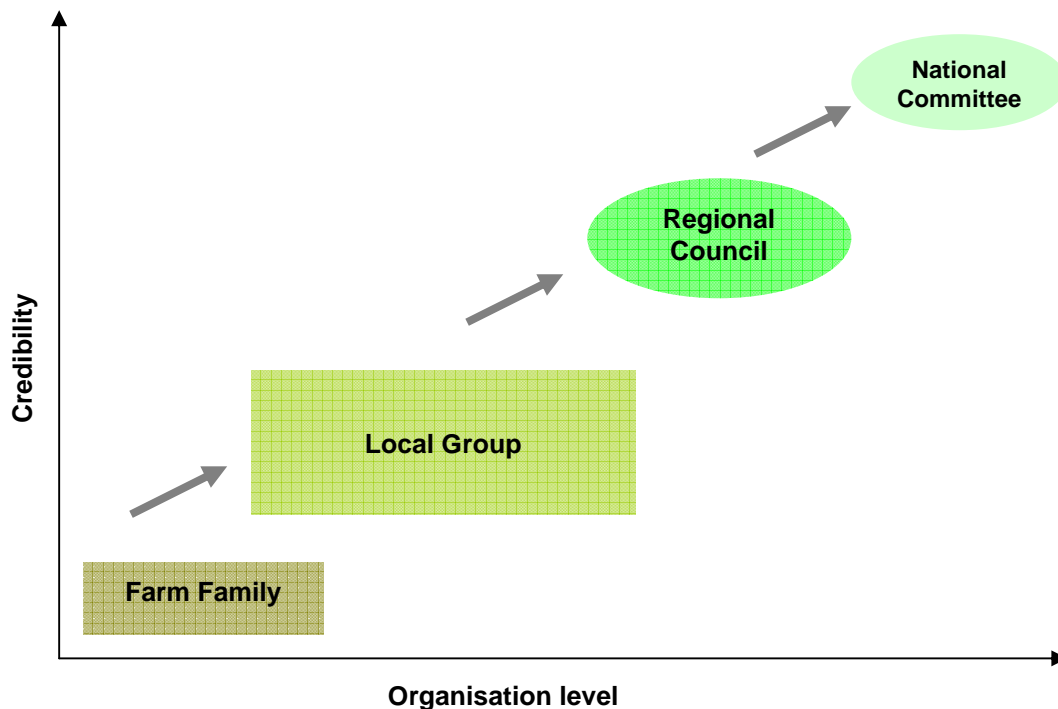 National
Committee
Regional
Council
Credibility
Local Group
Farm Family
Organisation level